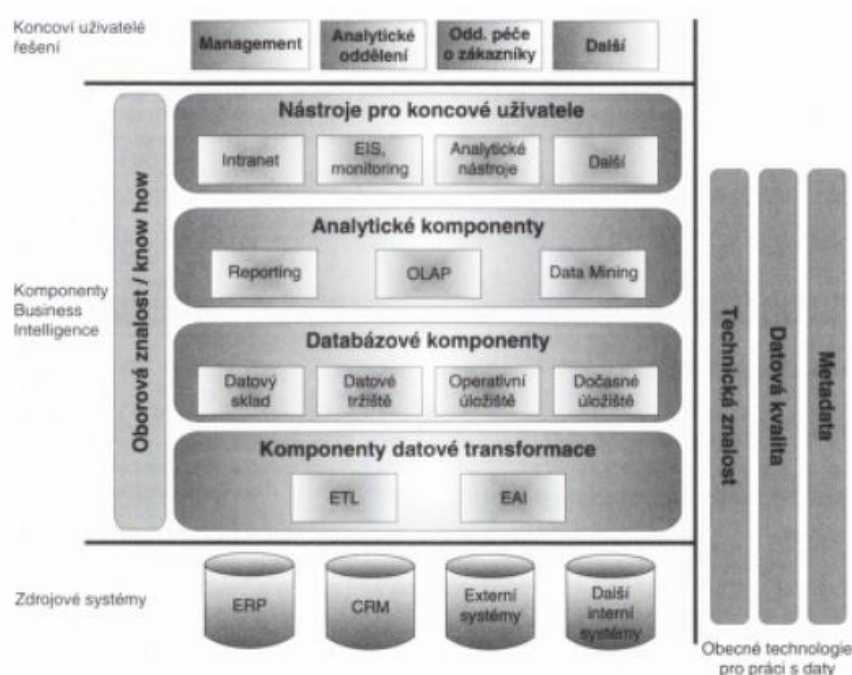 Koncoví uživatelé
řešení
Management
Analytické
oddělení
Odd. péče
o zákazníky
Další
Nástroje pro koncové uživatele
Intranet
EIS,
monitoring
Analytické
nástroje
Další
Komponenty
Business
Intelligence
Oborová znalost / know how
Analytické komponenty
Reporting
OLAP
Data Mining
Databázové komponenty
Datový
sklad
Datové
tržiště
Operativní
úložiště
Dočasné
úložiště
Komponenty datové transformace
ETL
EAI
Technická znalost
Datová kvalita
Metadata
Zdrojové systémy
ERP
CRM
Externí
systémy
Další
interní
systémy
Obecné technologie
pro práci s daty